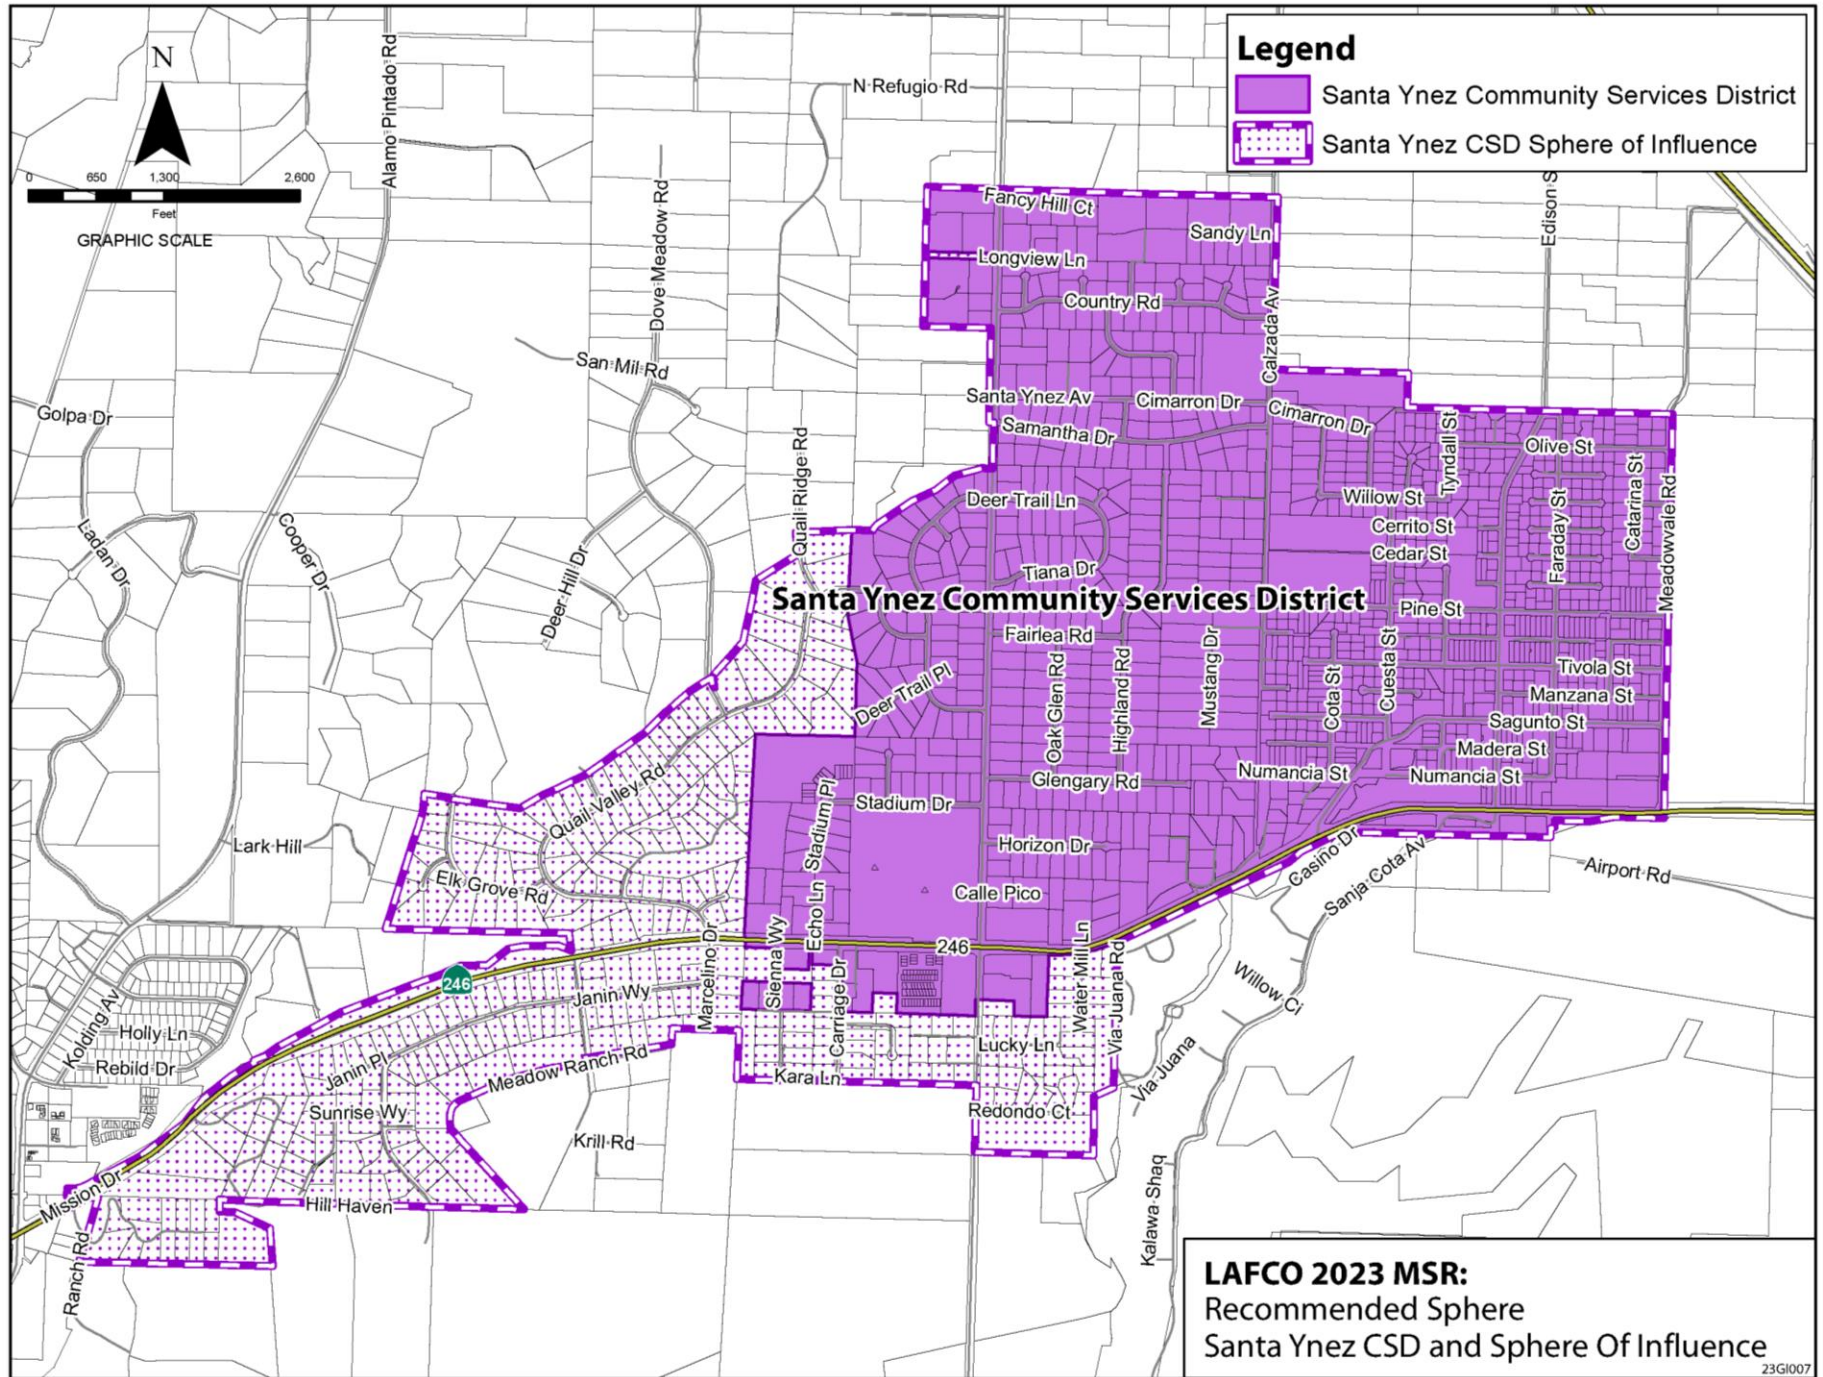 Legend
Santa Ynez Community Services District
Santa Ynez CSD Sphere of Influence
N
0 650 1,300 2,600
Feet
GRAPHIC SCALE
Alamo Pintado Rd
N Refugio Rd
Dove Meadow Rd
Edison S
Fancy Hill Ct
Sandy Ln
Longview Ln
Country Rd
Calzada Av
San Mil Rd
Santa Ynez Av
Cimarron Dr
Cimarron Dr
Golpa Dr
Samantha Dr
Tyndall St
Olive St
Quail Ridge Rd
Deer Trail Ln
Willow St
Catarina St
Meadowvale Rd
Faraday St
Cerrito St
Cedar St
Ladan Dr
Cooper Dr
Deer Hill Dr
Tiana Dr
Santa Ynez Community Services District
Pine St
Fairlea Rd
Oak Glen Rd
Highland Rd
Mustang Dr
Cota St
Cuesta St
Tivola St
Manzana St
Deer Trail Pl
Sagunto St
Madera St
Numancia St
Numancia St
Glengary Rd
Quail Valley Rd
Stadium Pl
Stadium Dr
Lark Hill
Horizon Dr
Casino Dr
Sanja Cota Av
Airport Rd
Elk Grove Rd
Echo Ln
Calle Pico
Marcelino Dr
Sienna Wy
246
Water Mill Ln
Via Juana Rd
246
Janin Wy
Carriage Dr
Willow Ci
Kolding Av
Holly Ln
Rebild Dr
Janin Pl
Meadow Ranch Rd
Lucky Ln
Via Juana
Kara Ln
Sunrise Wy
Redondo Ct
Krill Rd
Mission Dr
Hill Haven
Ranch Rd
Kalawa Shaq
LAFCO 2023 MSR:
Recommended Sphere
Santa Ynez CSD and Sphere Of Influence
23GI007